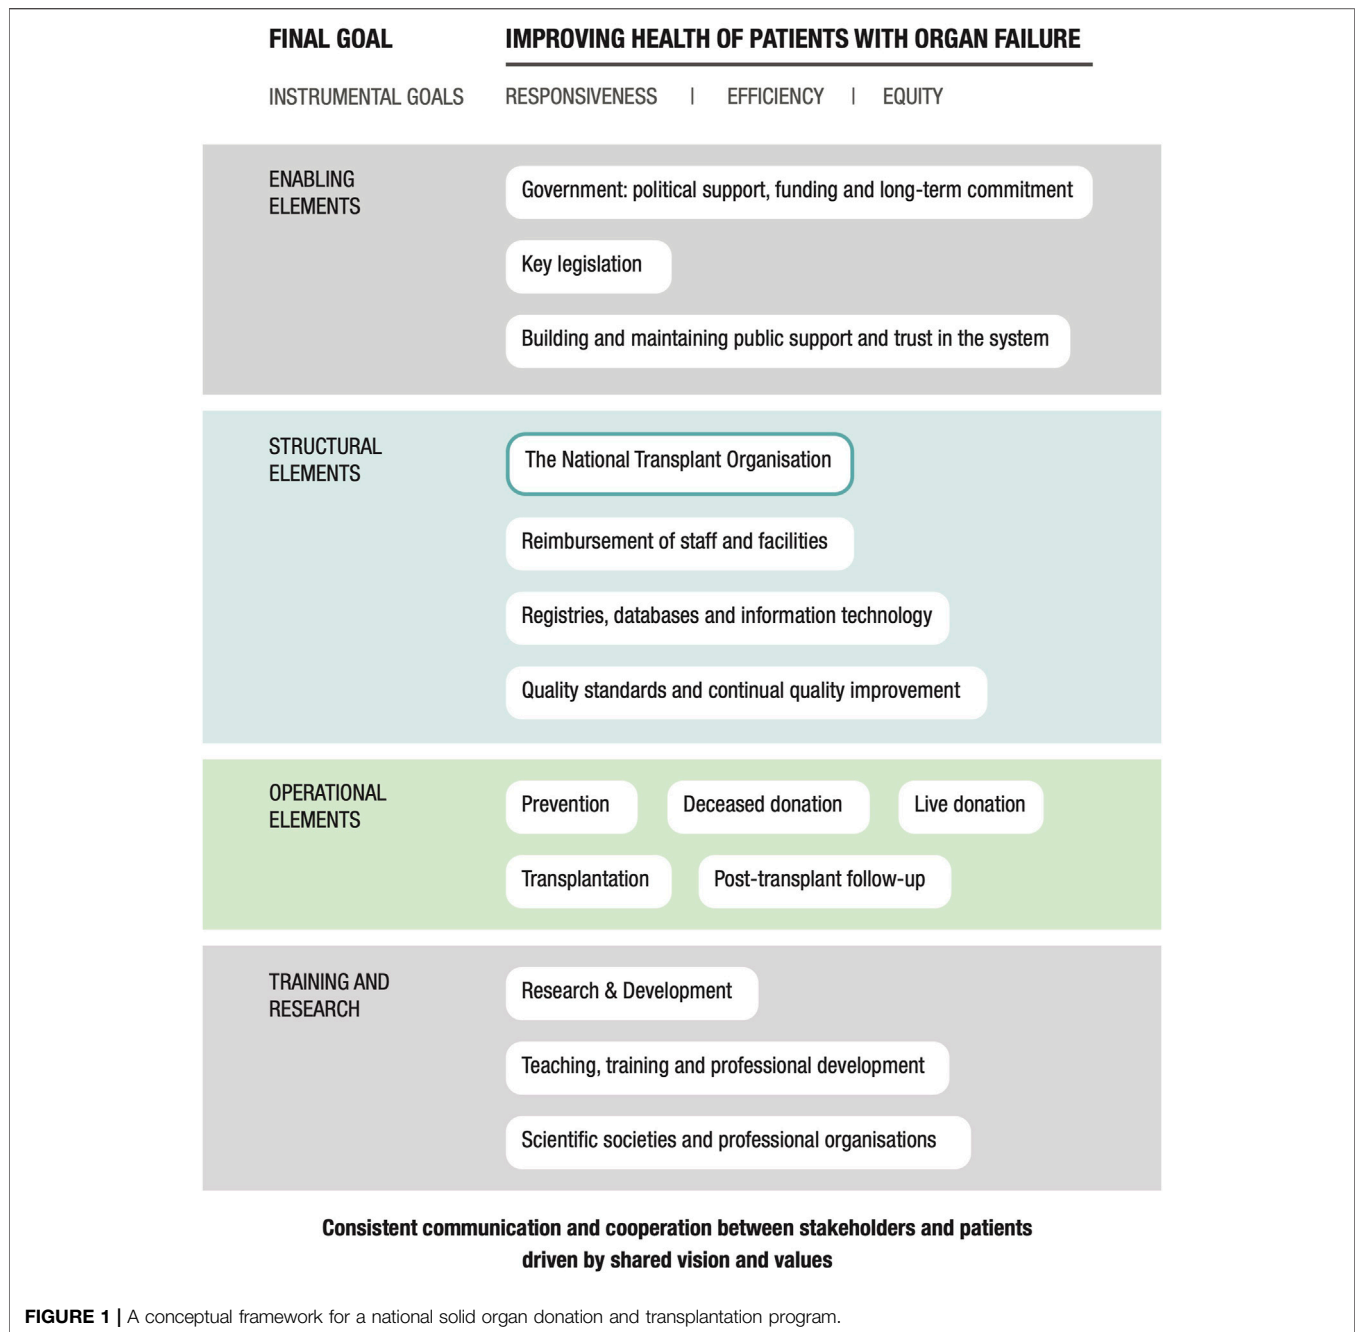 FINAL GOAL IMPROVING HEALTH OF PATIENTS WITH ORGAN FAILURE
INSTRUMENTAL GOALS RESPONSIVENESS | EFFICIENCY | EQUITY
ENABLING
ELEMENTS
Government: political support, funding and long-term commitment
Key legislation
Building and maintaining public support and trust in the system
STRUCTURAL
ELEMENTS
The National Transplant Organisation
Reimbursement of staff and facilities
Registries, databases and information technology
Quality standards and continual quality improvement
OPERATIONAL
ELEMENTS
Prevention Deceased donation Live donation
Transplantation Post-transplant follow-up
TRAINING AND
RESEARCH
Research & Development
Teaching, training and professional development
Scientific societies and professional organisations
Consistent communication and cooperation between stakeholders and patients
driven by shared vision and values
FIGURE 1 | A conceptual framework for a national solid organ donation and transplantation program.